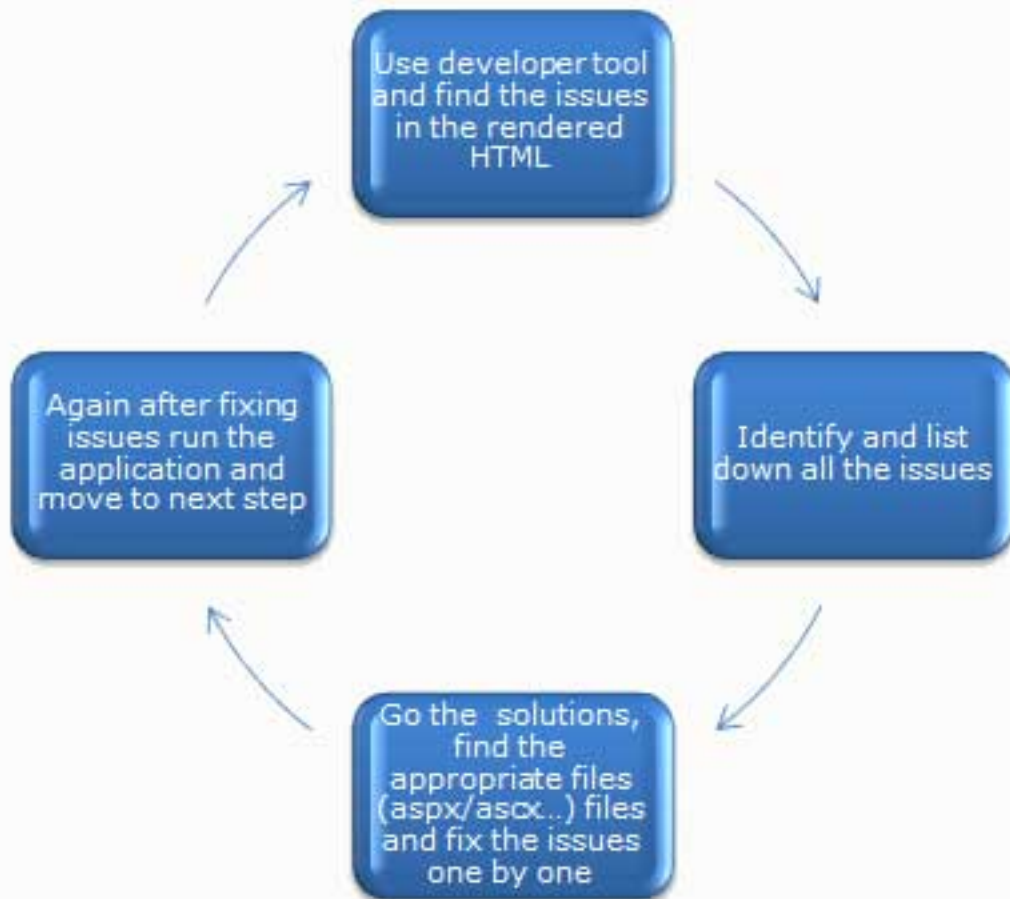 Use developer tool
and find the issues
in the rendered
HTML
Identify and list
down all the issues
Go the solutions,
find the
appropriate files
(aspx/ascx...) files
and fix the issues
one by one
Again after fixing
issues run the
application and
move to next step